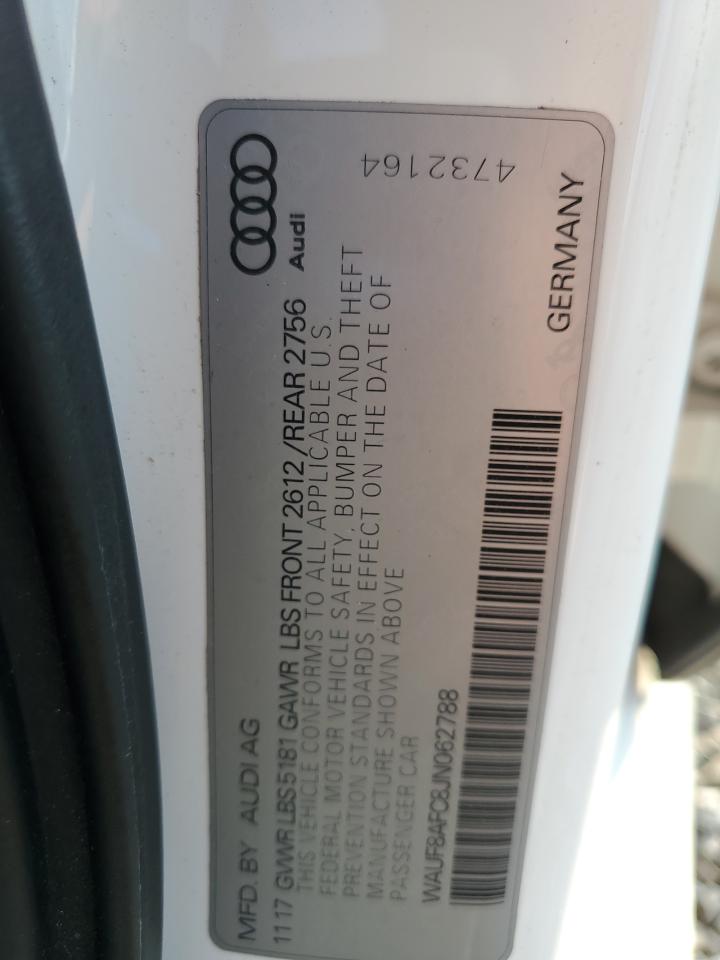 MFD. BY AUDI AG
1117 GVWR LBS 5181 GAWR LBS FRONT 2612 / REAR 2756
Audi
THIS VEHICLE CONFORMS TO ALL APPLICABLE U.S.
FEDERAL MOTOR VEHICLE SAFETY, BUMPER AND THEFT
PREVENTION STANDARDS IN EFFECT ON THE DATE OF
MANUFACTURE SHOWN ABOVE
PASSENGER CAR
WAUF8AFC8JN062788
GERMANY
4732164